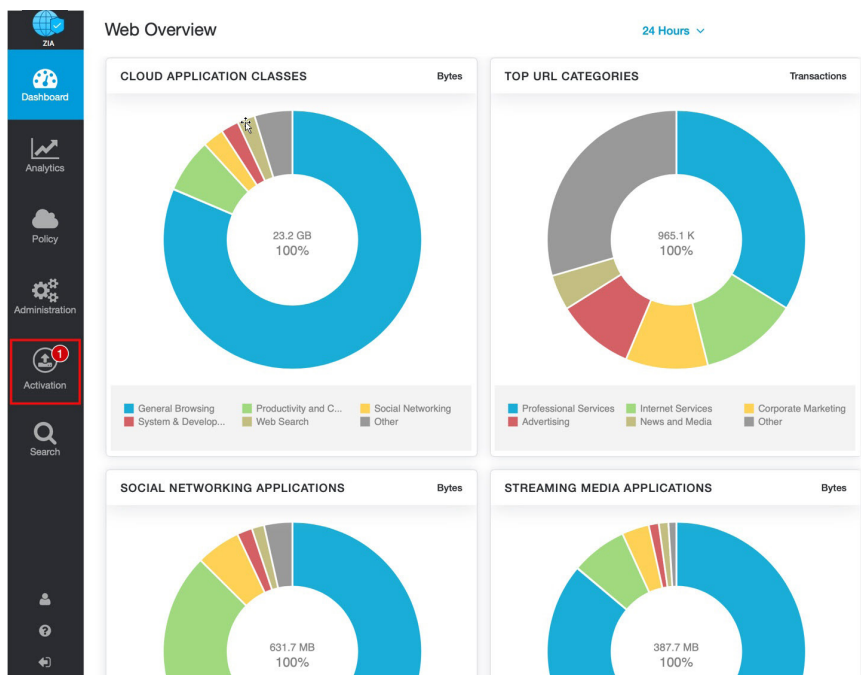 ZIA
Dashboard
Analytics
Policy
Administration
1
Activation
Search
Web Overview
24 Hours
CLOUD APPLICATION CLASSES
Bytes
23.2 GB
100%
General Browsing
Productivity and C...
Social Networking
System & Develop...
Web Search
Other
TOP URL CATEGORIES
Transactions
965.1 K
100%
Professional Services
Internet Services
Corporate Marketing
Advertising
News and Media
Other
SOCIAL NETWORKING APPLICATIONS
Bytes
631.7 MB
100%
STREAMING MEDIA APPLICATIONS
Bytes
387.7 MB
100%